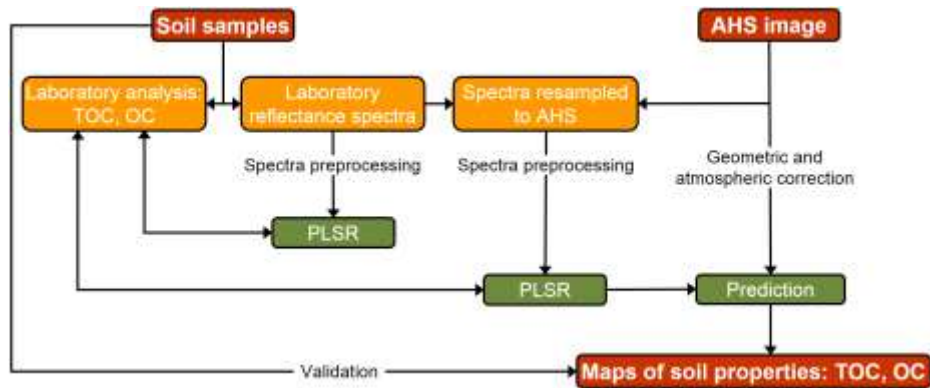 Soil samples
AHS image
Laboratory analysis:
TOC, OC
Laboratory
reflectance spectra
Spectra resampled
to AHS
Spectra preprocessing
Spectra preprocessing
Geometric and
atmospheric correction
PLSR
PLSR
Prediction
Validation
Maps of soil properties: TOC, OC